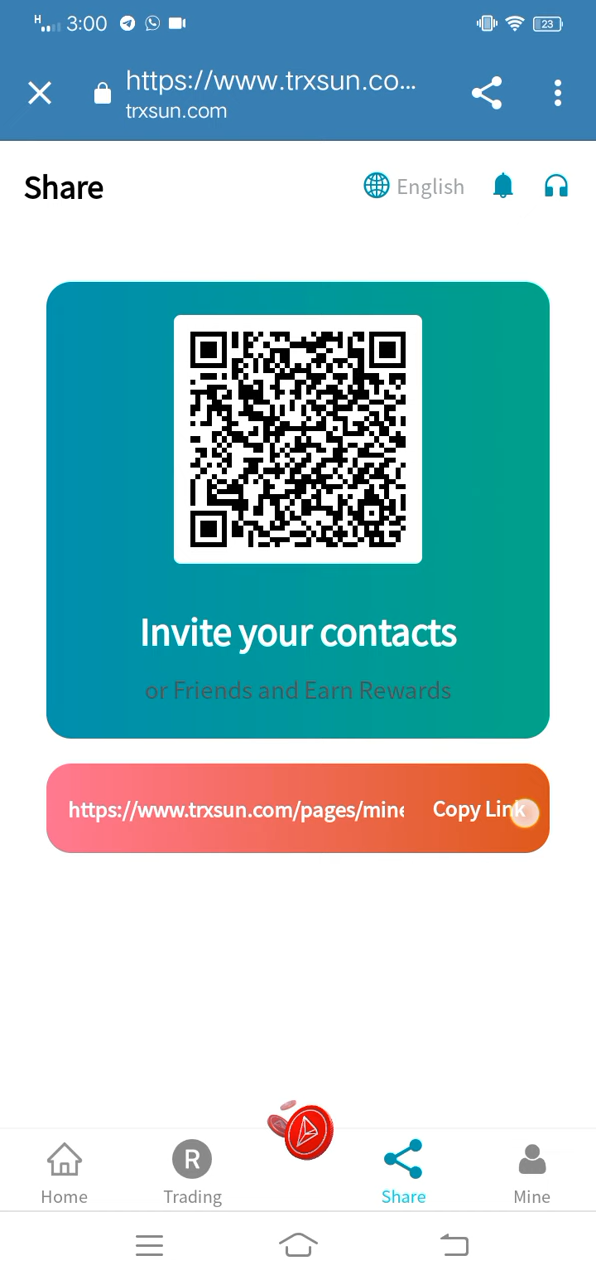 H 3:00 23
https://www.trxsun.co...
trxsun.com
Share English
Invite your contacts
or Friends and Earn Rewards
https://www.trxsun.com/pages/mine Copy Link
R
Home Trading Share Mine